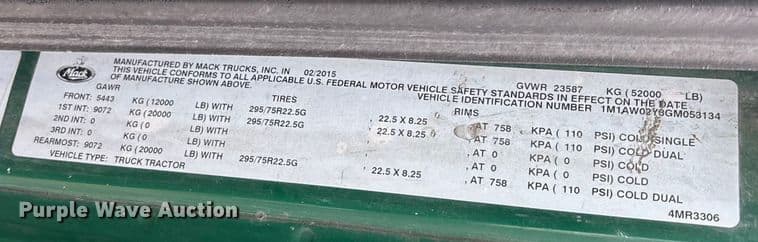 Mack
MANUFACTURED BY MACK TRUCKS, INC. IN 02/2015 GVWR 23587 KG (52000 LB)
THIS VEHICLE CONFORMS TO ALL APPLICABLE U.S. FEDERAL MOTOR VEHICLE SAFETY STANDARDS IN EFFECT ON THE DATE
OF MANUFACTURE SHOWN ABOVE. VEHICLE IDENTIFICATION NUMBER 1M1AW02Y8GM053134
GAWR TIRES RIMS
FRONT: 5443 KG (12000 LB) WITH 295/75R22.5G , 22.5 X 8.25 , AT 758 KPA ( 110 PSI) COLD SINGLE
1ST INT: 9072 KG (20000 LB) WITH 295/75R22.5G , 22.5 X 8.25 , AT 758 KPA ( 110 PSI) COLD DUAL
2ND INT: 0 KG (0 LB) WITH , AT 0 KPA ( 0 PSI) COLD
3RD INT: 0 KG (0 LB) WITH , AT 0 KPA ( 0 PSI) COLD
REARMOST: 9072 KG (20000 LB) WITH 295/75R22.5G , 22.5 X 8.25 , AT 758 KPA ( 110 PSI) COLD DUAL
VEHICLE TYPE: TRUCK TRACTOR
4MR3306
Purple Wave Auction